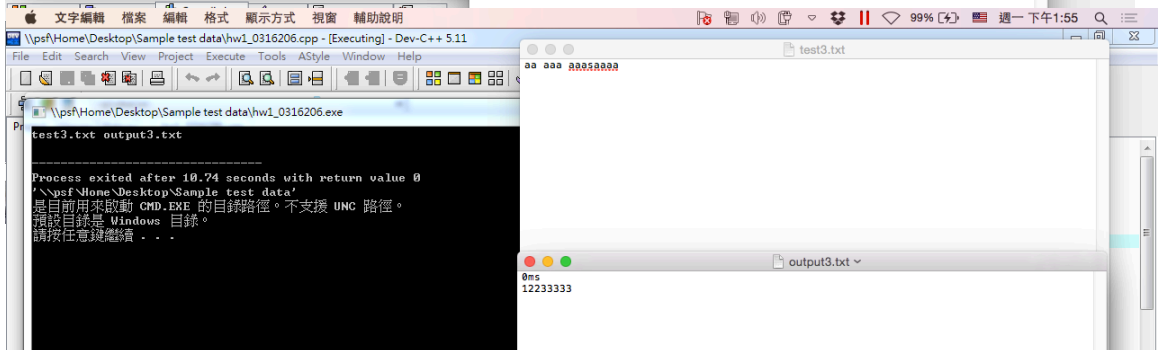 文字編輯 檔案 編輯 格式 顯示方式 視窗 輔助說明 99% 週一下午1:55
\\psf\Home\Desktop\Sample test data\hw1_0316206.cpp - [Executing] - Dev-C++ 5.11
File Edit Search View Project Execute Tools AStyle Window Help
\\psf\Home\Desktop\Sample test data\hw1_0316206.exe
Pr
test3.txt output3.txt
--------------------------------
Process exited after 10.74 seconds with return value 0
'\\psf\Home\Desktop\Sample test data'
是目前用來啟動 CMD.EXE 的目錄路徑。不支援 UNC 路徑。
預設目錄是 Windows 目錄。
請按任意鍵繼續 . . .
test3.txt
aa aaa aaasaaaa
output3.txt
0ms
12233333